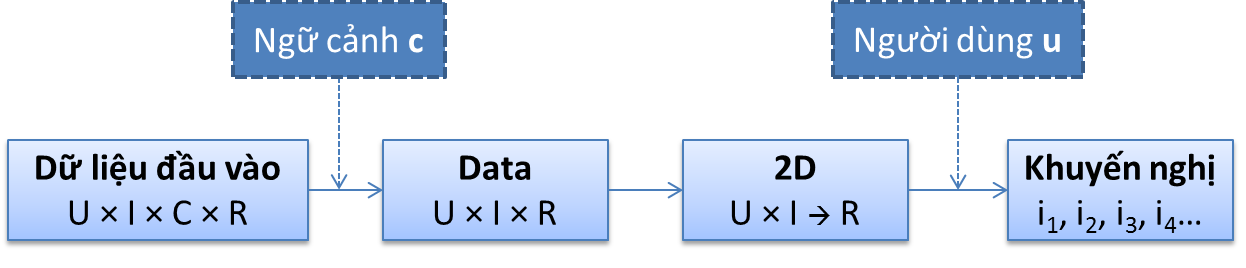 Ngữ cảnh c
Người dùng u
Dữ liệu đầu vào
U × I × C × R
Data
U × I × R
2D
U × I → R
Khuyến nghị
i₁, i₂, i₃, i₄...